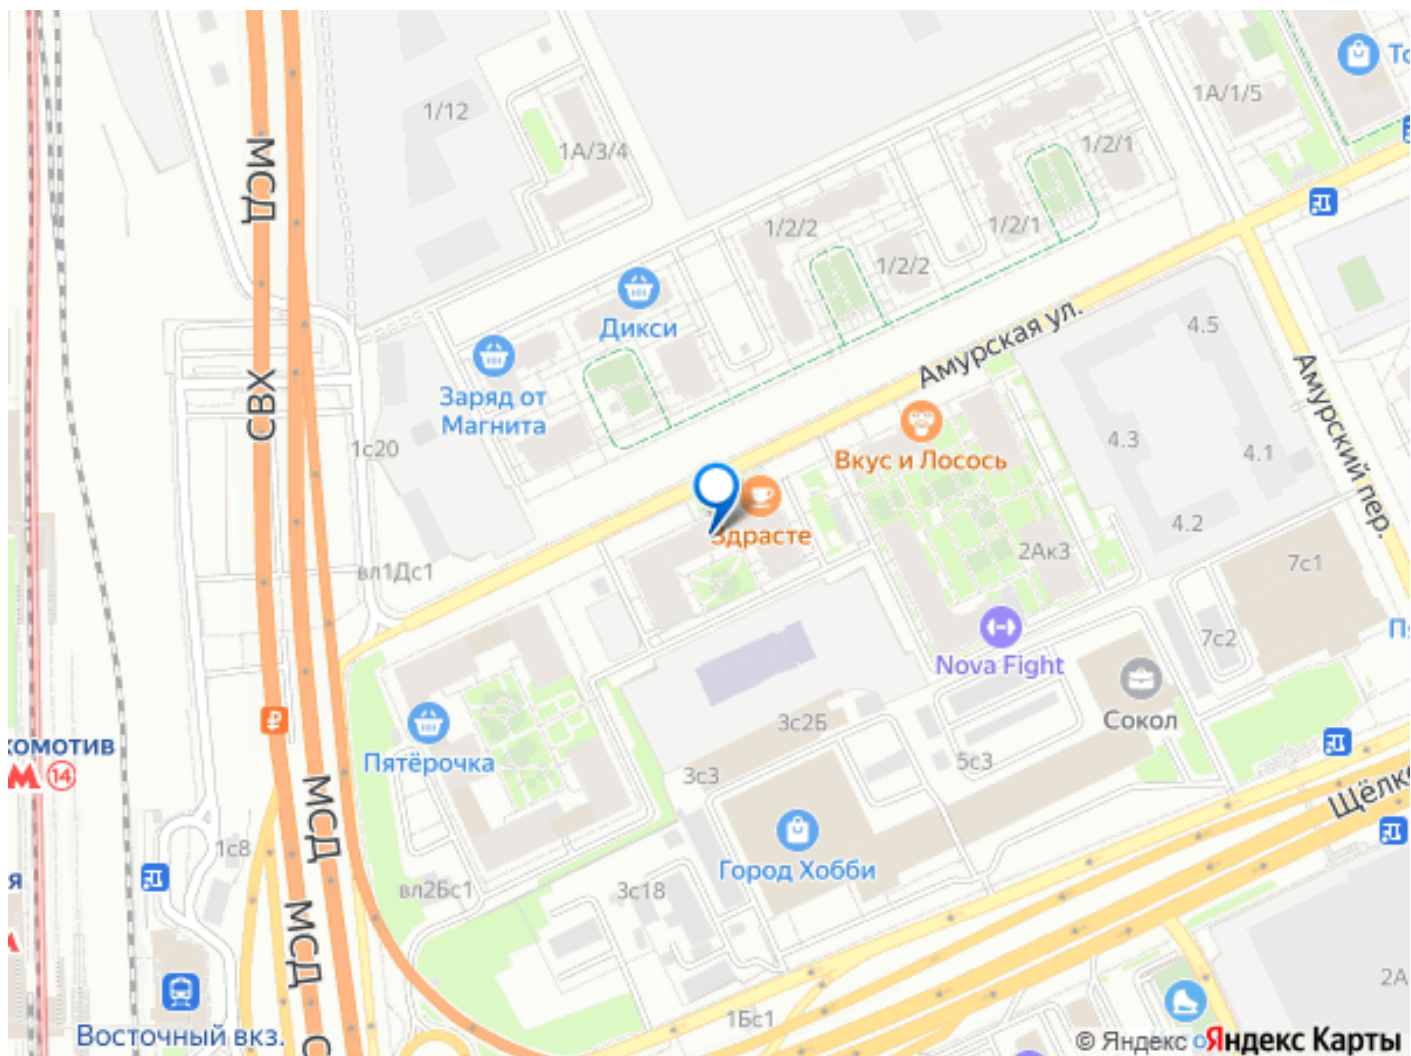 1/12
1А/3/4
1А/1/5
1/2/1
МСД
1/2/2
1/2/1
1/2/2
Дикси
Амурская ул.
4.5
Заряд от
Магнита
СВХ
1с20
Вкус и Лосось
4.3
4.1
Амурский пер.
Здрасте
4.2
2Ак3
7с1
вл1Дс1
7с2
Nova Fight
3с2Б
Сокол
Пятёрочка
3с3
5с3
14
МСД
1с8
Город Хобби
вл2Бс1
3с18
МСД
2А
1Бс1
Восточный вкз.
© Яндекс
Яндекс Карты